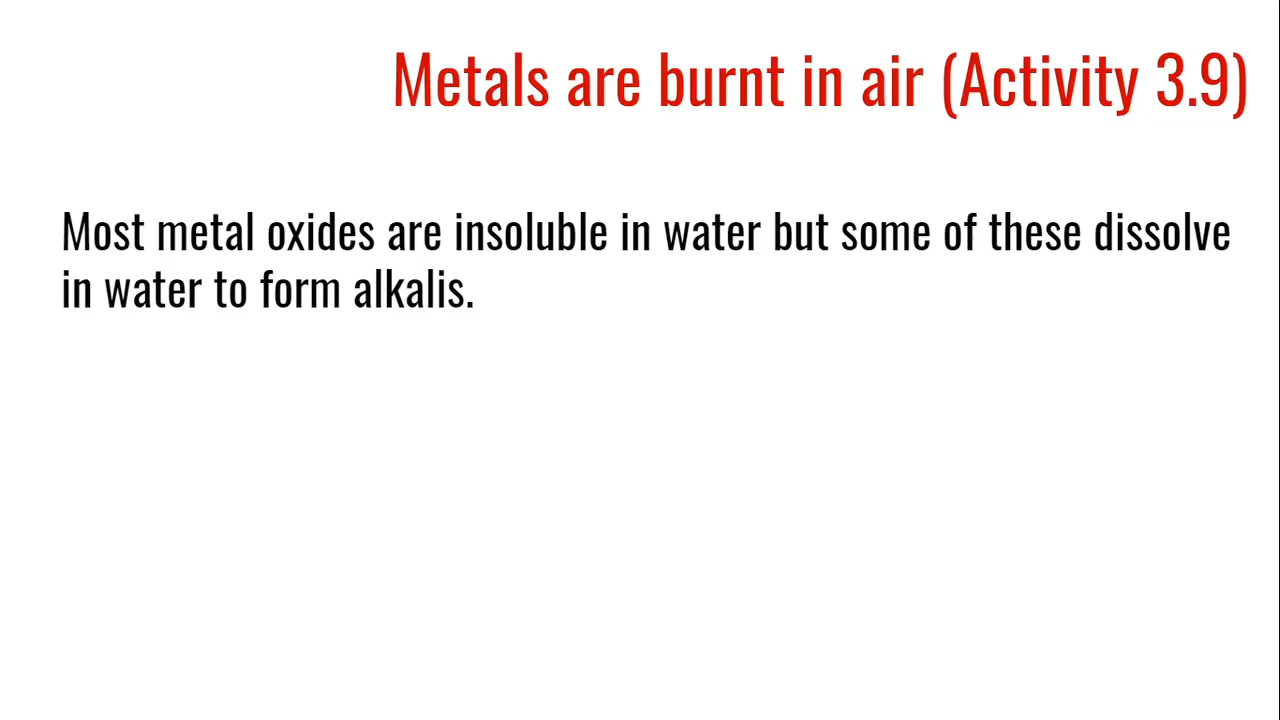 Metals are burnt in air (Activity 3.9)
Most metal oxides are insoluble in water but some of these dissolve
in water to form alkalis.